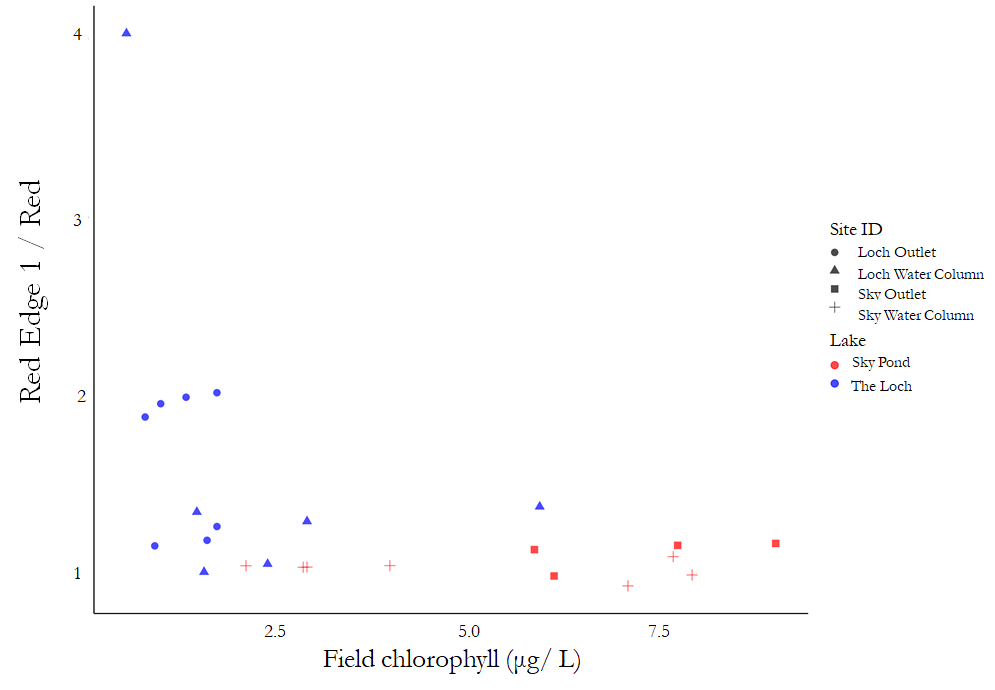 4
3
2
1
Red Edge 1 / Red
2.5 5.0 7.5
Field chlorophyll (μg/ L)
Site ID
Loch Outlet
Loch Water Column
Sky Outlet
Sky Water Column
Lake
Sky Pond
The Loch